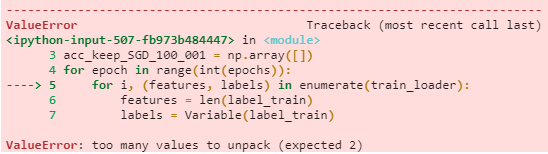 ---------------------------------------------------------------------------
ValueError                                Traceback (most recent call last)
<ipython-input-507-fb973b484447> in <module>
      3 acc_keep_SGD_100_001 = np.array([])
      4 for epoch in range(int(epochs)):
----> 5     for i, (features, labels) in enumerate(train_loader):
      6         features = len(label_train)
      7         labels = Variable(label_train)
ValueError: too many values to unpack (expected 2)